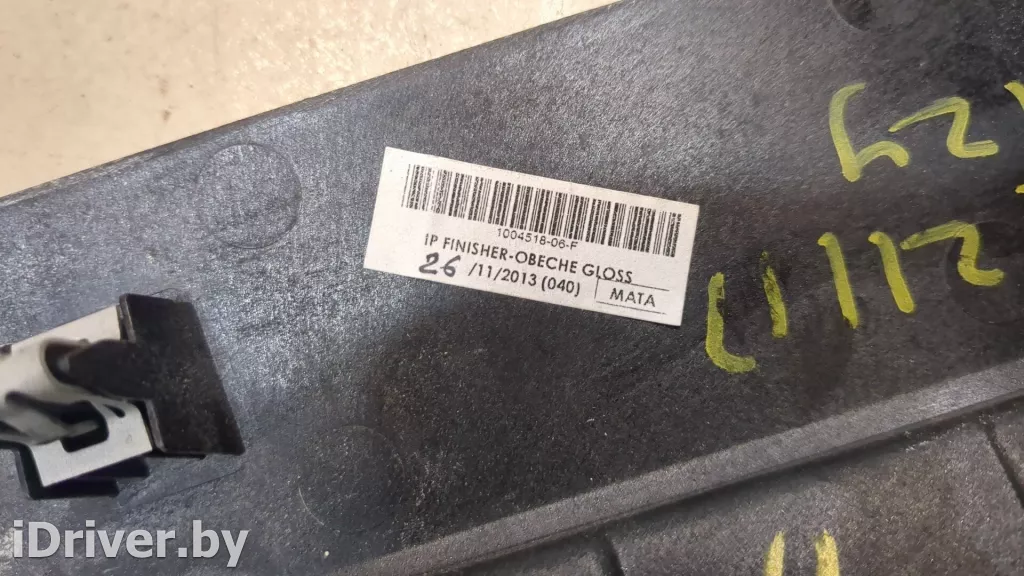 1004518-06-F
IP FINISHER-OBECHE GLOSS
26 /11/2013 (040)
MATA
iDriver.by